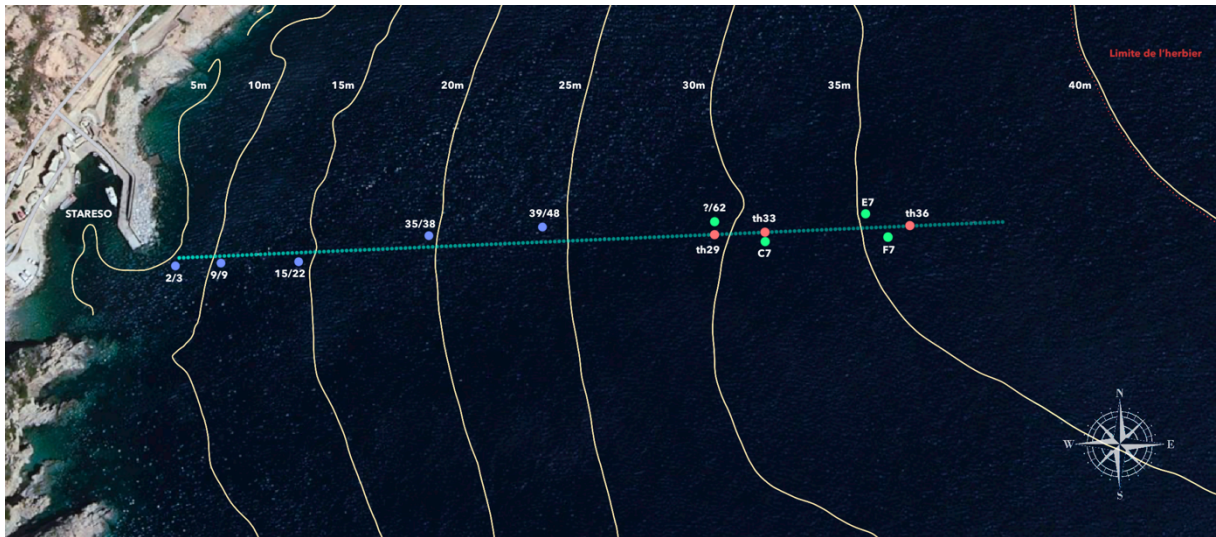 Limite de l'herbier
5m
10m
15m
20m
25m
30m
35m
40m
STARESO
2/3
9/9
15/22
35/38
39/48
?/62
th29
th33
C7
E7
F7
th36
N
W
E
S